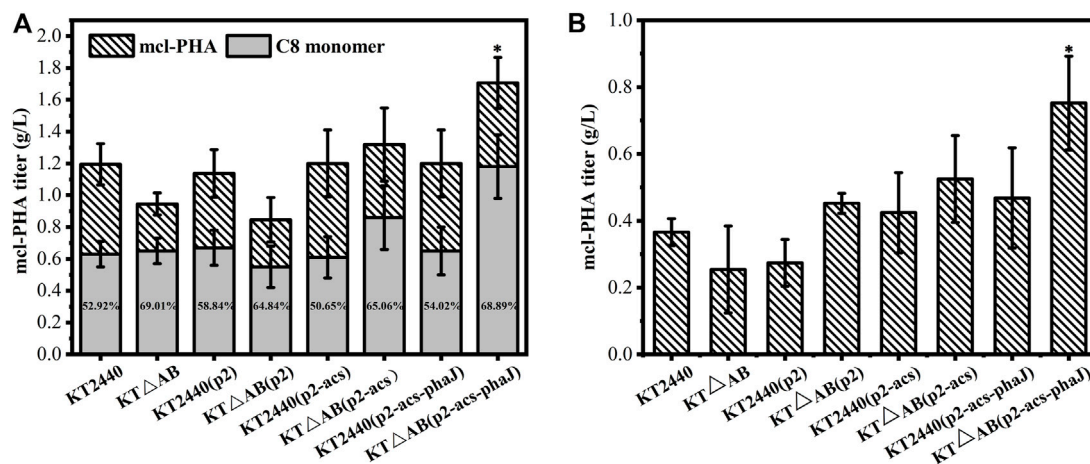 A
mcl-PHA
C8 monomer
mcl-PHA titer (g/L)
2.0
1.8
1.6
1.4
1.2
1.0
0.8
0.6
0.4
0.2
0.0
*
52.92%
69.01%
58.84%
64.84%
50.65%
65.06%
54.02%
68.89%
KT2440
KT△AB
KT2440(p2)
KT△AB(p2)
KT2440(p2-acs)
KT△AB(p2-acs)
KT2440(p2-acs-phaJ)
KT△AB(p2-acs-phaJ)
B
mcl-PHA titer (g/L)
1.0
0.8
0.6
0.4
0.2
0.0
*
KT2440
KT△AB
KT2440(p2)
KT△AB(p2)
KT2440(p2-acs)
KT△AB(p2-acs)
KT2440(p2-acs-phaJ)
KT△AB(p2-acs-phaJ)